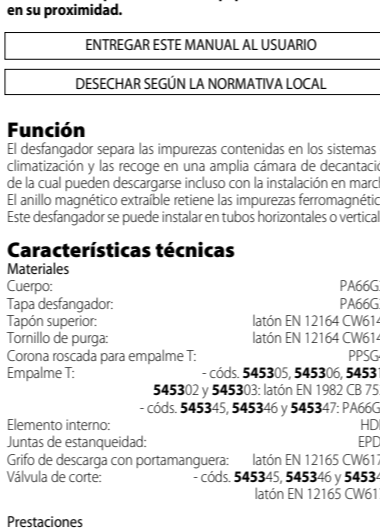 en su proximidad.
ENTREGAR ESTE MANUAL AL USUARIO
DESECHAR SEGÚN LA NORMATIVA LOCAL
Función
El desfangador separa las impurezas contenidas en los sistemas
climatización y las recoge en una amplia cámara de
de la cual pueden descargarse incluso con la instalación en
El anillo magnético extraíble retiene las impurezas
Este desfangador se puede instalar en tubos horizontales o
Características técnicas
Materiales
Cuerpo:
Tapa desfangador:
Tapón superior: latón EN 12164
Tornillo de purga: latón EN 12164
Corona roscada para empalme T:
Empalme T: - códs. 545305, 545306,
545302 y 545303: latón EN 1982 CB
- códs. 545345, 545346 y 545347:
Elemento interno:
Juntas de estanqueidad:
Grifo de descarga con portamanguera: latón EN 12165
Válvula de corte: - códs. 545345, 545346 y
latón EN 12165
Prestaciones